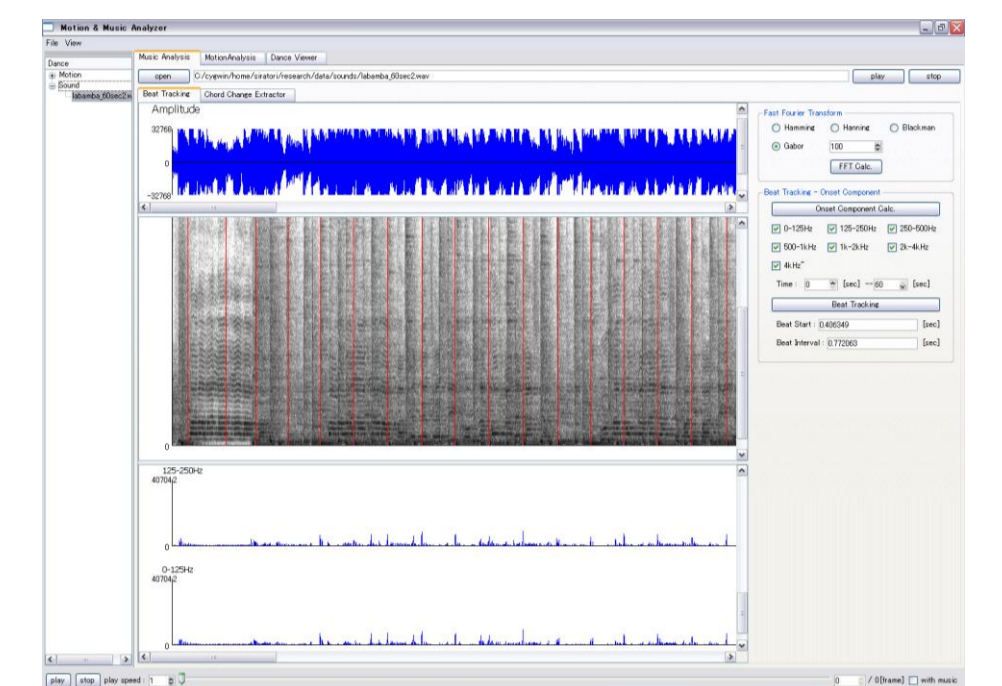 Motion & Music Analyzer
File View
Music Analysis MotionAnalysis Dance Viewer
Dance
Motion
Sound
labamba_60sec2.w
open C:/cygwin/home/siratori/research/data/sounds/labamba_60sec2.wav play stop
Beat Tracking Chord Change Extractor
Amplitude
32768
0
-32768
0
125-250Hz
40704.2
0
0-125Hz
40704.2
0
Fast Fourier Transform
Hamming Hanning Blackman
Gabor 100
FFT Calc.
Beat Tracking - Onset Component
Onset Component Calc.
0-125Hz 125-250Hz 250-500Hz
500-1kHz 1k-2kHz 2k-4kHz
4kHz~
Time : 0 [sec] -- 60 [sec]
Beat Tracking
Beat Start : 0.406349 [sec]
Beat Interval : 0.772063 [sec]
play stop play speed : 1 0 / 0[frame] with music